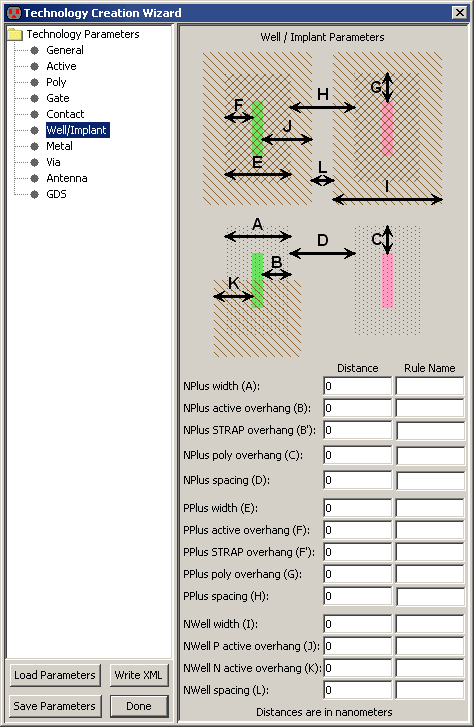 Technology Creation Wizard
Technology Parameters
General
Active
Poly
Gate
Contact
Well/Implant
Metal
Via
Antenna
GDS
Load Parameters
Write XML
Save Parameters
Done
Well / Implant Parameters
G
H
F
J
E
L
I
A
D
C
B
K
Distance Rule Name
NPlus width (A): 0
NPlus active overhang (B): 0
NPlus STRAP overhang (B'): 0
NPlus poly overhang (C): 0
NPlus spacing (D): 0
PPlus width (E): 0
PPlus active overhang (F): 0
PPlus STRAP overhang (F'): 0
PPlus poly overhang (G): 0
PPlus spacing (H): 0
NWell width (I): 0
NWell P active overhang (J): 0
NWell N active overhang (K): 0
NWell spacing (L): 0
Distances are in nanometers